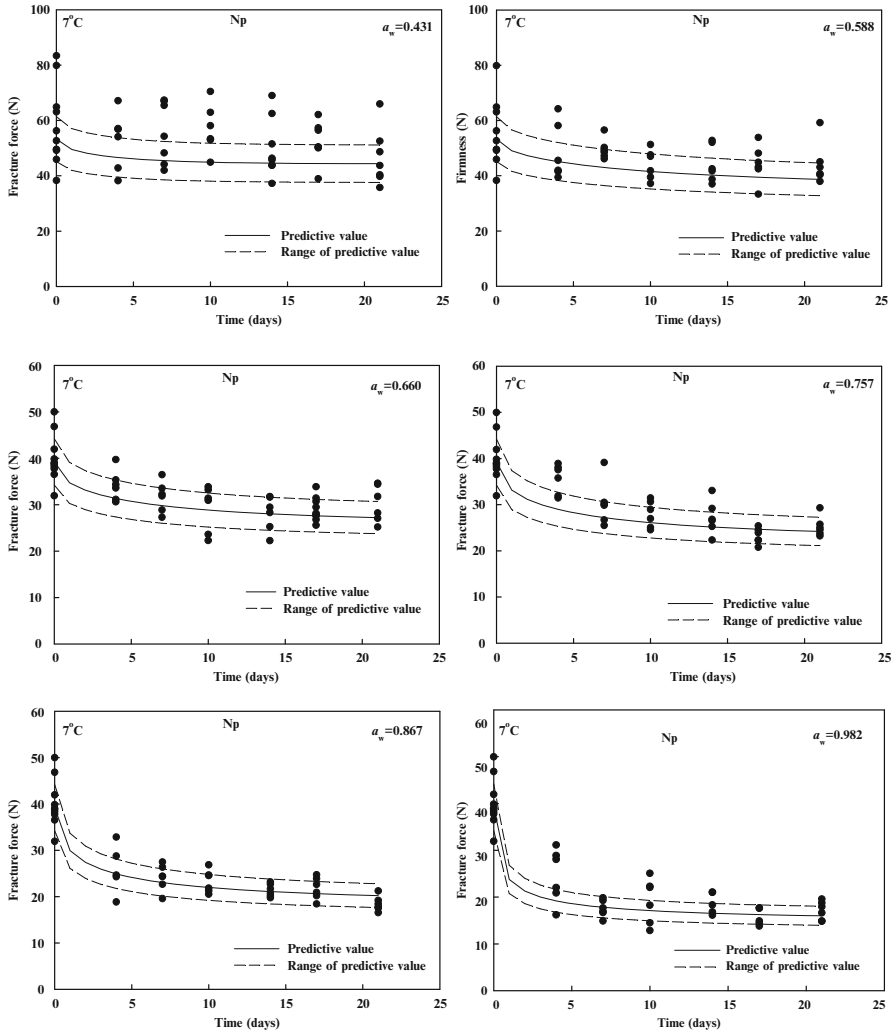 7°C Np aw=0.431
Fracture force (N)
100
80
60
40
20
0
Predictive value
Range of predictive value
0 5 10 15 20 25
Time (days)
7°C Np aw=0.588
Firmness (N)
100
80
60
40
20
0
Predictive value
Range of predictive value
0 5 10 15 20 25
Time (days)
7°C Np aw=0.660
Fracture force (N)
60
50
40
30
20
10
0
Predictive value
Range of predictive value
0 5 10 15 20 25
Time (days)
7°C Np aw=0.757
Fracture force (N)
60
50
40
30
20
10
0
Predictive value
Range of predictive value
0 5 10 15 20 25
Time (days)
7°C Np aw=0.867
Fracture force (N)
60
50
40
30
20
10
0
Predictive value
Range of predictive value
0 5 10 15 20 25
Time (days)
7°C Np aw=0.982
Fracture force (N)
60
50
40
30
20
10
0
Predictive value
Range of predictive value
0 5 10 15 20 25
Time (days)